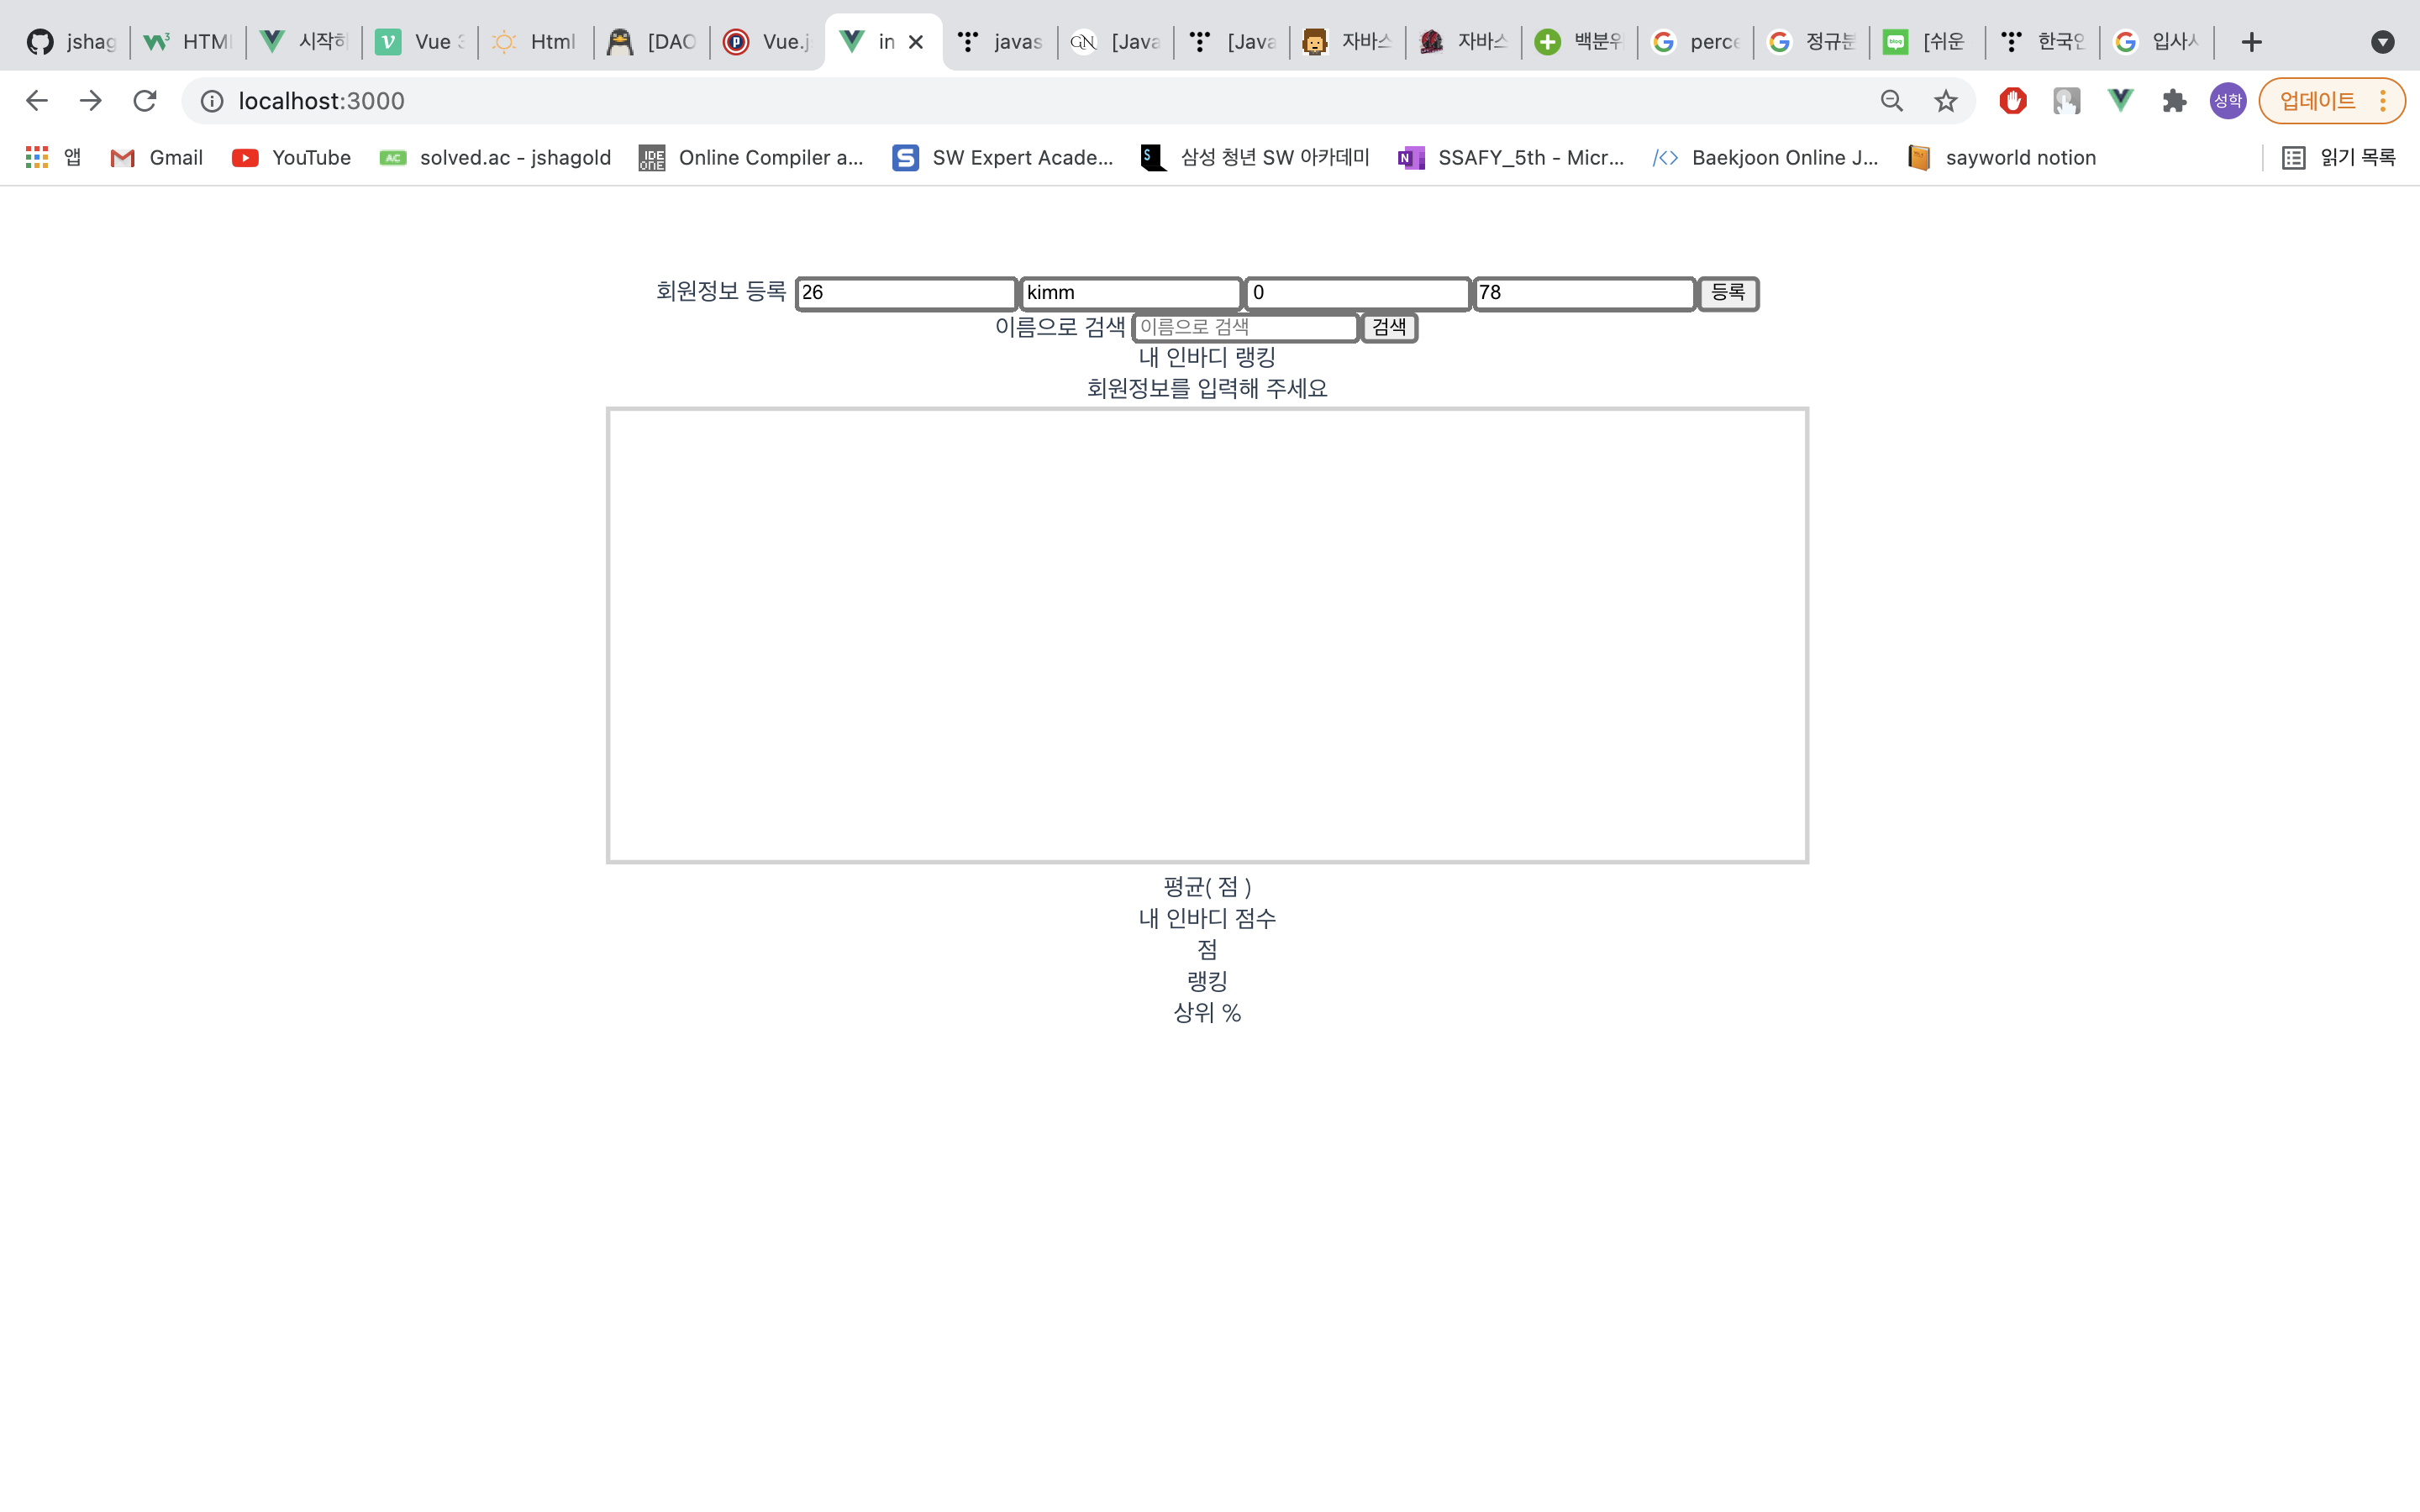 jshag HTM 시작하 Vue 3 Html [DAO Vue.j in javas [Java [Java 자바스 자바스 백분위 perce 정규분 [쉬운 한국인 입사
localhost:3000 성학 업데이트
앱 Gmail YouTube AC solved.ac - jshagold IDE ONE Online Compiler a... S SW Expert Acade... S 삼성 청년 SW 아카데미 N SSAFY_5th - Micr... /<> Baekjoon Online J... sayworld notion 읽기 목록
회원정보 등록 26 kimm 0 78 등록
이름으로 검색 이름으로 검색 검색
내 인바디 랭킹
회원정보를 입력해 주세요
평균( 점 )
내 인바디 점수
점
랭킹
상위 %